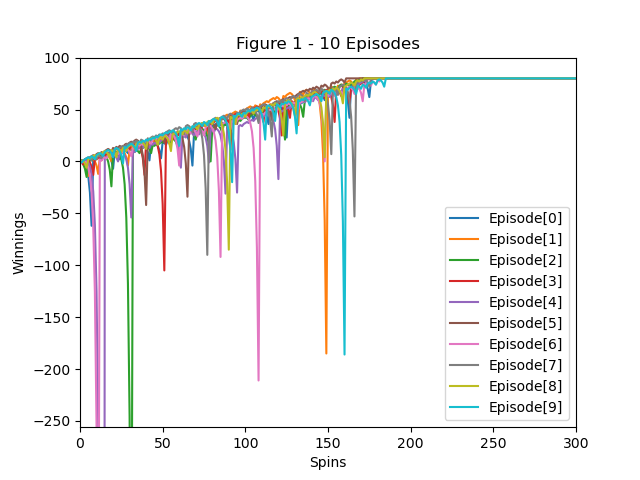 Figure 1 - 10 Episodes
Winnings
100
50
0
−50
−100
−150
−200
−250
0 50 100 150 200 250 300
Spins
Episode[0]
Episode[1]
Episode[2]
Episode[3]
Episode[4]
Episode[5]
Episode[6]
Episode[7]
Episode[8]
Episode[9]